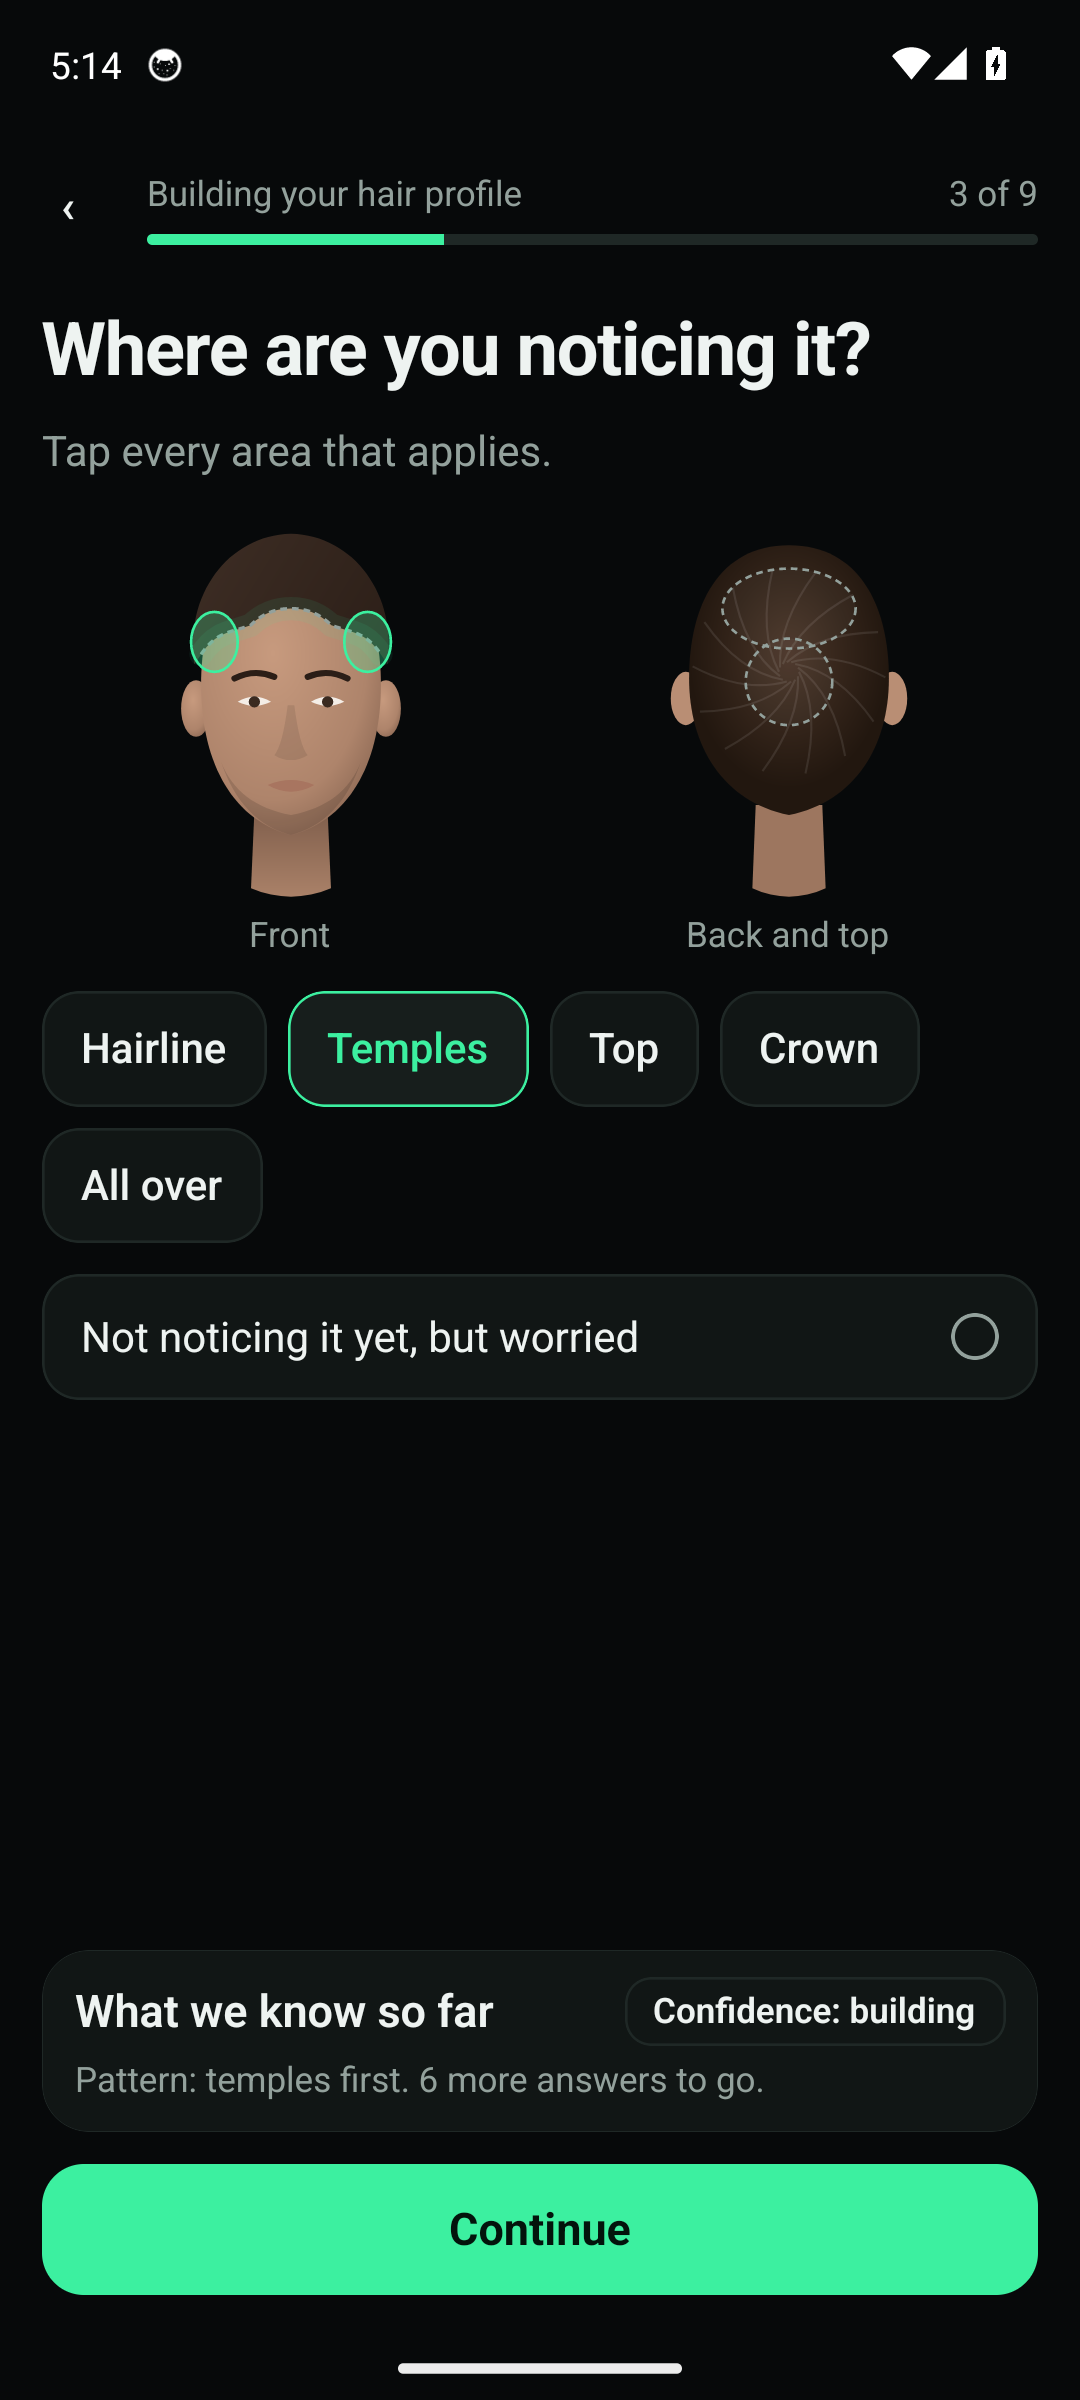 5:14
Building your hair profile
3 of 9
Where are you noticing it?
Tap every area that applies.
Front
Back and top
Hairline
Temples
Top
Crown
All over
Not noticing it yet, but worried
What we know so far
Confidence: building
Pattern: temples first. 6 more answers to go.
Continue